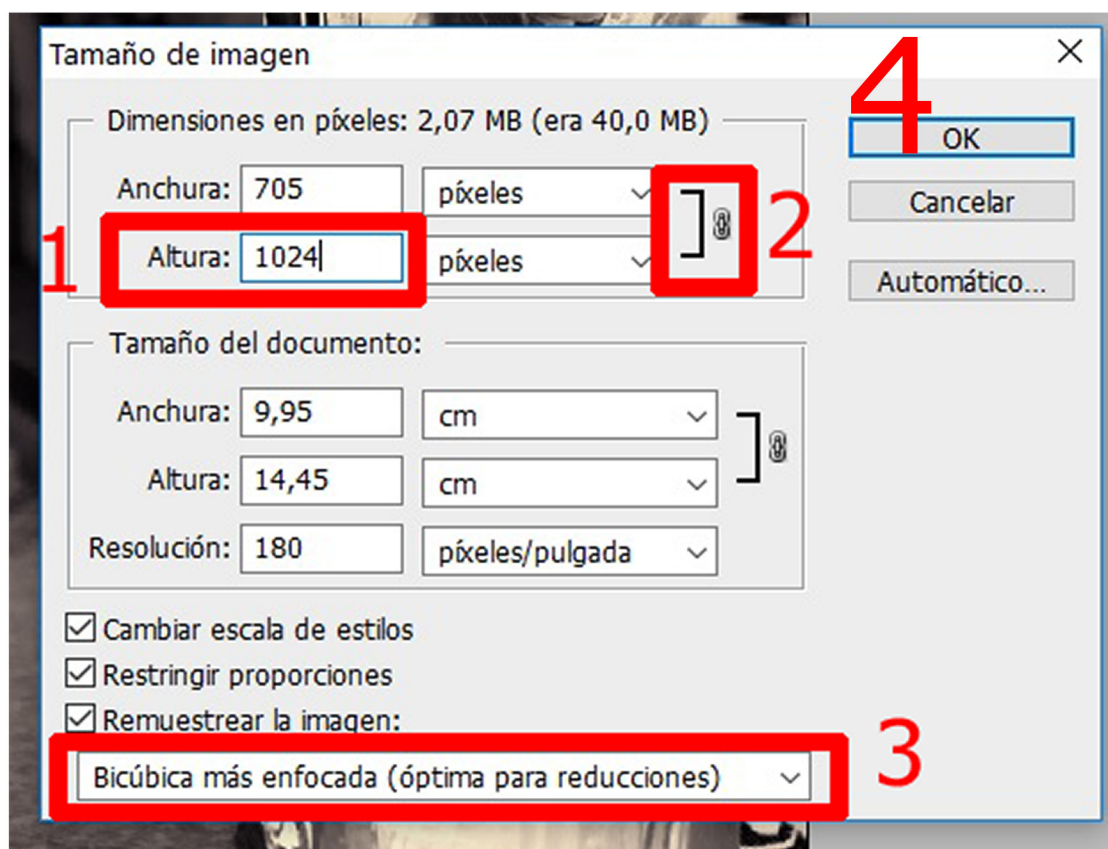 Tamaño de imagen
4
Dimensiones en píxeles: 2,07 MB (era 40,0 MB)
OK
Anchura: 705 píxeles
Cancelar
2
1
Altura: 1024 píxeles
Automático...
Tamaño del documento:
Anchura: 9,95 cm
Altura: 14,45 cm
Resolución: 180 píxeles/pulgada
Cambiar escala de estilos
Restringir proporciones
Remuestrear la imagen:
3
Bicúbica más enfocada (óptima para reducciones)